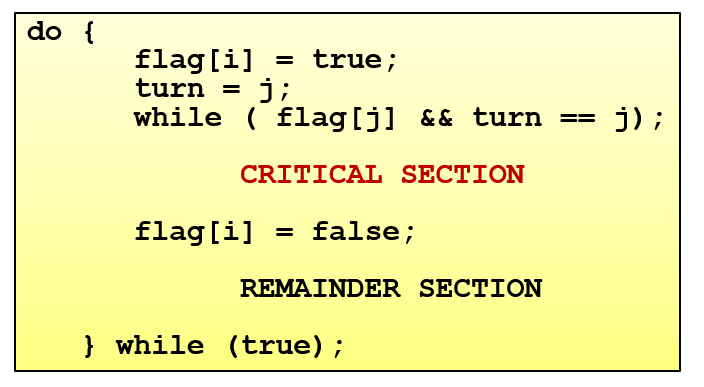 do {
flag[i] = true;
turn = j;
while ( flag[j] && turn == j);
CRITICAL SECTION
flag[i] = false;
REMAINDER SECTION
} while (true);